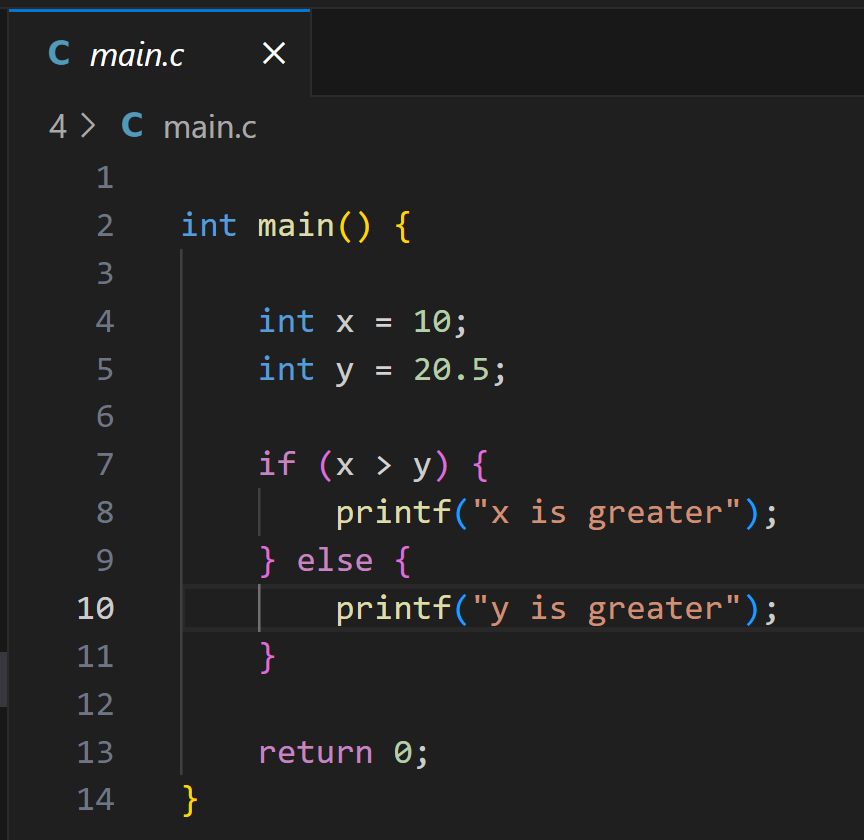 C main.c ×
4 > C main.c
1
2 int main() {
3
4     int x = 10;
5     int y = 20.5;
6
7     if (x > y) {
8         printf("x is greater");
9     } else {
10         printf("y is greater");
11     }
12
13     return 0;
14 }